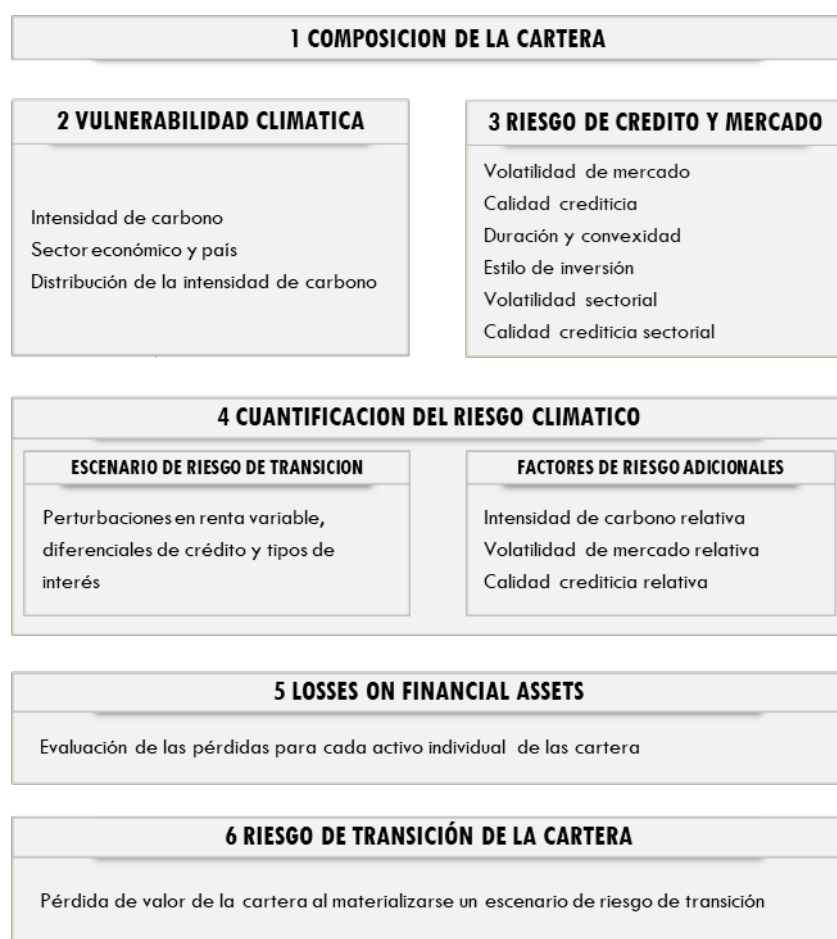 1 COMPOSICION DE LA CARTERA
2 VULNERABILIDAD CLIMATICA
Intensidad de carbono
Sector económico y país
Distribución de la intensidad de carbono
3 RIESGO DE CREDITO Y MERCADO
Volatilidad de mercado
Calidad crediticia
Duración y convexidad
Estilo de inversión
Volatilidad sectorial
Calidad crediticia sectorial
4 CUANTIFICACION DEL RIESGO CLIMATICO
ESCENARIO DE RIESGO DE TRANSICION
Perturbaciones en renta variable,
diferenciales de crédito y tipos de
interés
FACTORES DE RIESGO ADICIONALES
Intensidad de carbono relativa
Volatilidad de mercado relativa
Calidad crediticia relativa
5 LOSSES ON FINANCIAL ASSETS
Evaluación de las pérdidas para cada activo individual de las cartera
6 RIESGO DE TRANSICIÓN DE LA CARTERA
Pérdida de valor de la cartera al materializarse un escenario de riesgo de transición